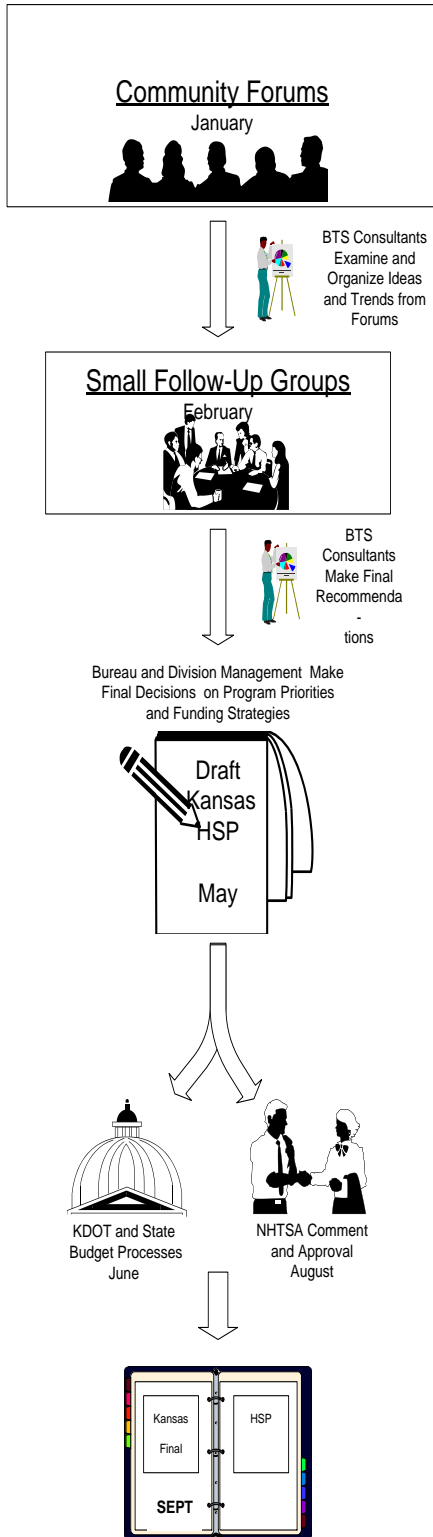 Community Forums
January
BTS Consultants
Examine and
Organize Ideas
and Trends from
Forums
Small Follow-Up Groups
February
BTS
Consultants
Make Final
Recommenda
-
tions
Bureau and Division Management Make
Final Decisions on Program Priorities
and Funding Strategies
Draft
Kansas
HSP
May
KDOT and State
Budget Processes
June
NHTSA Comment
and Approval
August
Kansas
Final
SEPT
HSP